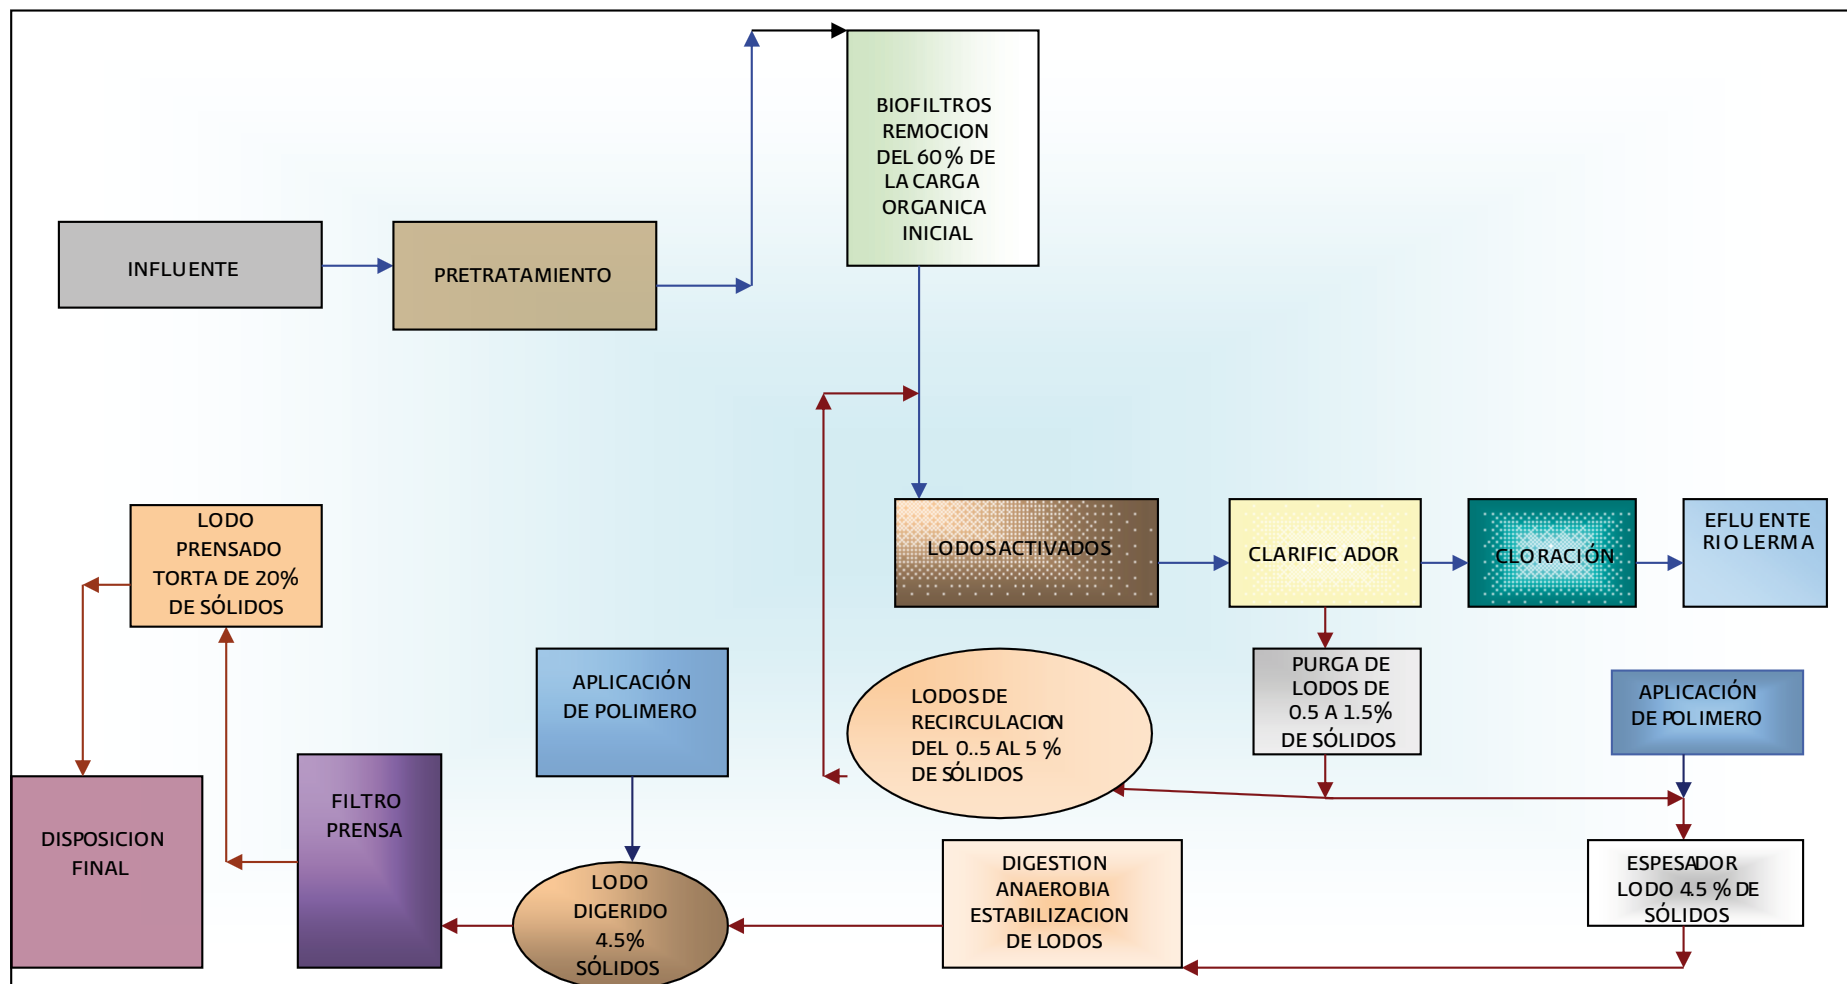 BIOFILTROS
REMOCION
DEL 60% DE
LA CARGA
ORGANICA
INICIAL
INFLUENTE
PRETRATAMIENTO
LODO
PRENSADO
TORTA DE 20%
DE SÓLIDOS
LODOS ACTIVADOS
CLARIFIC ADOR
CLORACIÓN
EFLUENTE
RIO LERMA
APLICACIÓN
DE POLIMERO
LODOS DE
RECIRCULACION
DEL 0..5 AL 5 %
DE SÓLIDOS
PURGA DE
LODOS DE
0.5 A 1.5%
DE SÓLIDOS
APLICACIÓN
DE POLIMERO
FILTRO
PRENSA
DISPOSICION
FINAL
LODO
DIGERIDO
4.5%
SÓLIDOS
DIGESTION
ANAEROBIA
ESTABILIZACION
DE LODOS
ESPESADOR
LODO 4.5 % DE
SÓLIDOS